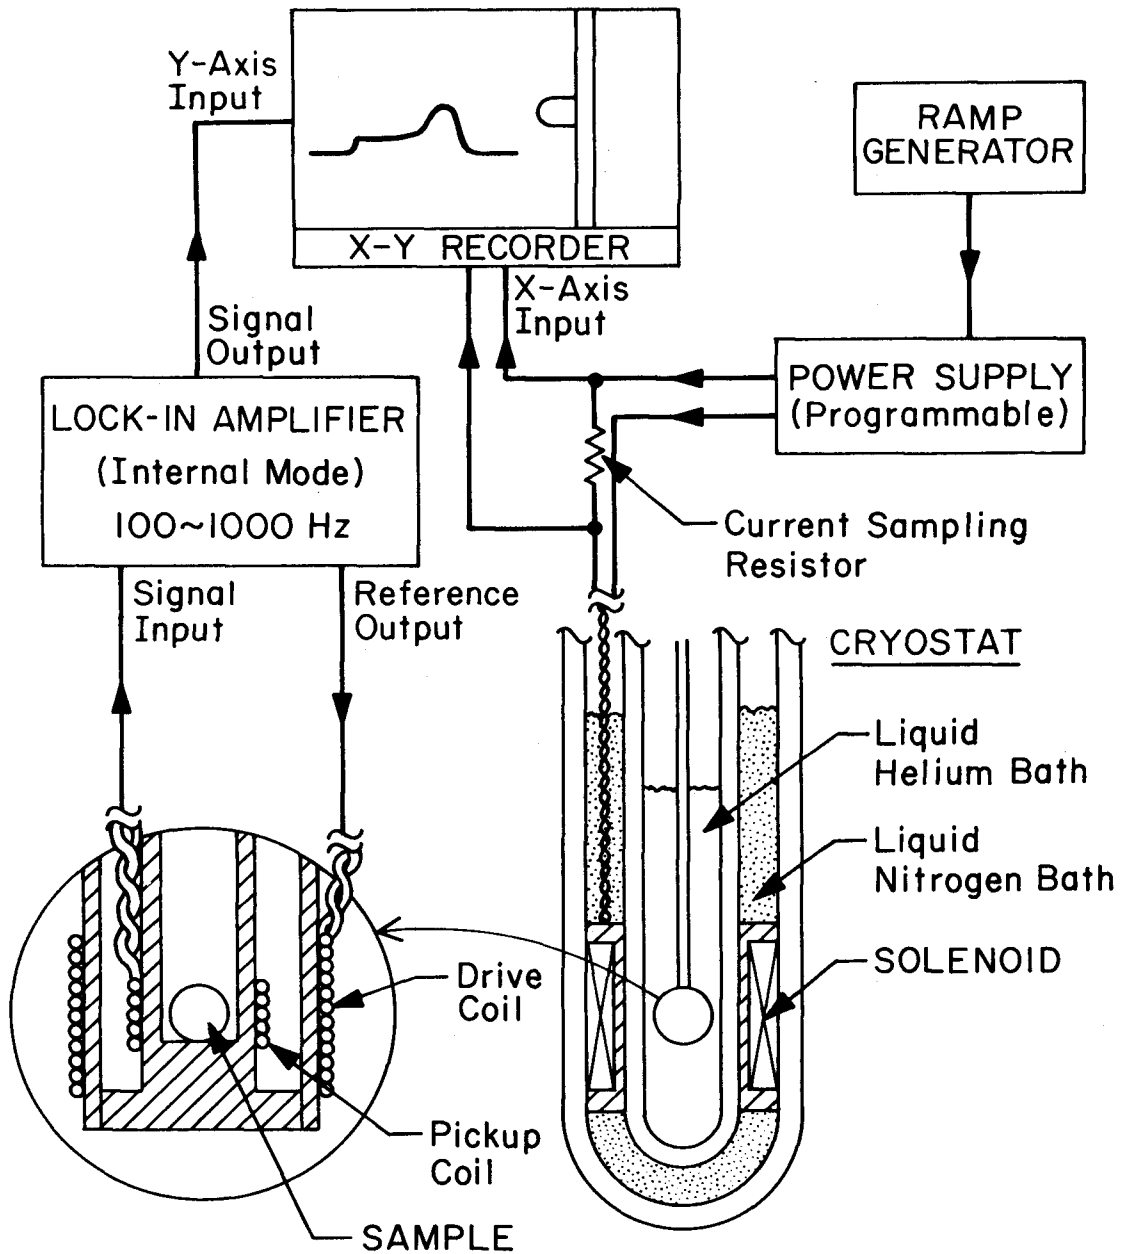 Y-Axis
Input
RAMP
GENERATOR
X-Y RECORDER
X-Axis
Input
Signal
Output
POWER SUPPLY
(Programmable)
LOCK-IN AMPLIFIER
(Internal Mode)
100~1000 Hz
Current Sampling
Resistor
Signal
Input
Reference
Output
CRYOSTAT
Liquid
Helium Bath
Liquid
Nitrogen Bath
SOLENOID
Drive
Coil
Pickup
Coil
SAMPLE